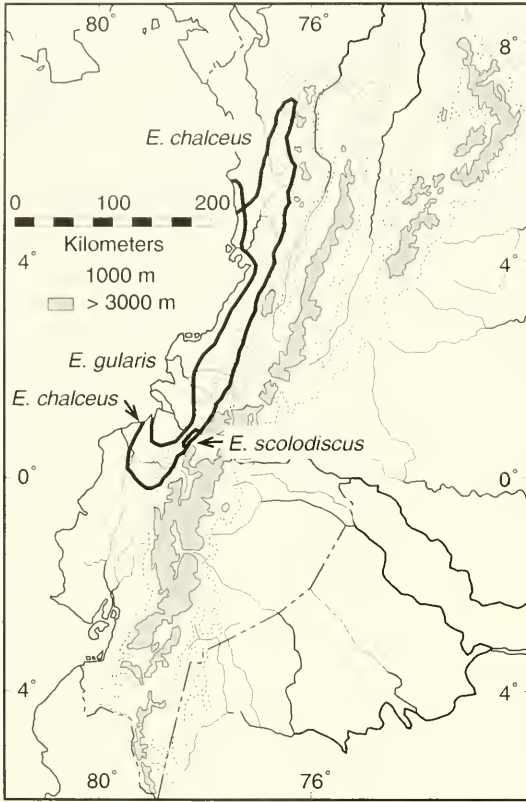 80° 76°
8°
E. chalceus
0 100 200
Kilometers
4° 4°
1000 m
> 3000 m
E. gularis
E. chalceus
E. scolodiscus
0° 0°
4° 4°
80° 76°